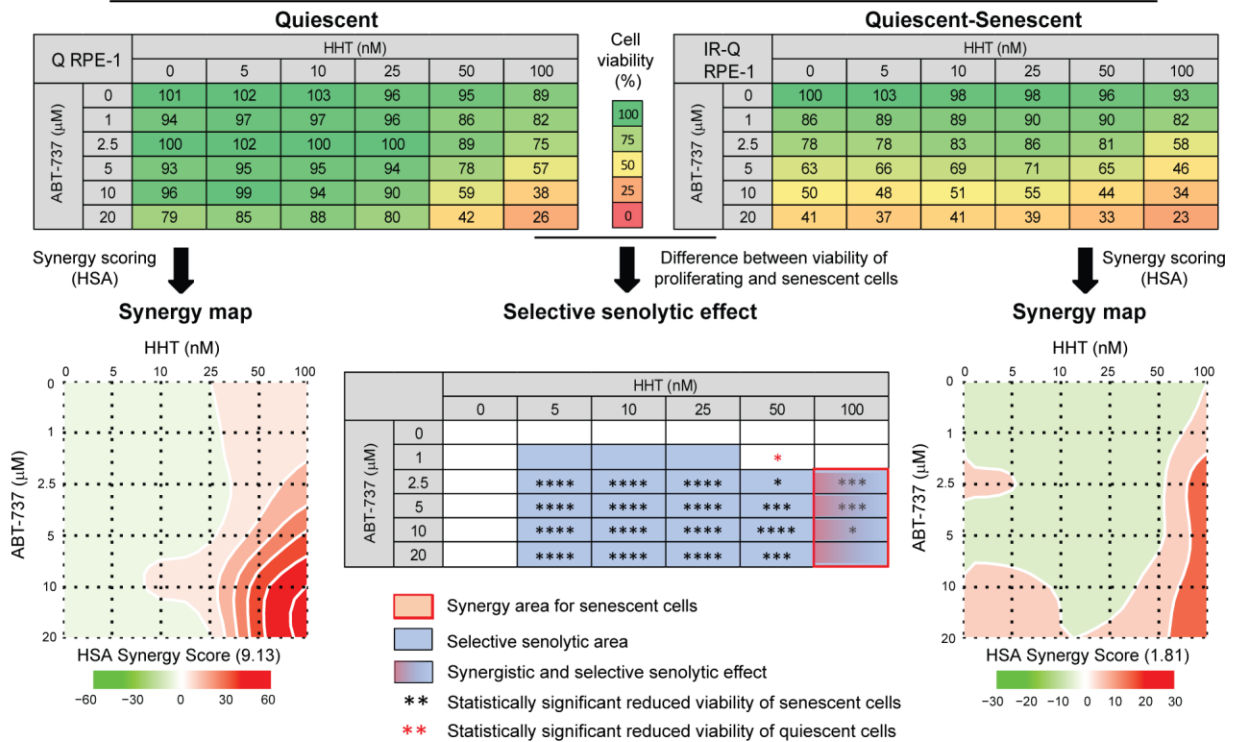 Quiescent
Q RPE-1 HHT (nM)
0 5 10 25 50 100
ABT-737 (μM)
0 101 102 103 96 95 89
1 94 97 97 96 86 82
2.5 100 102 100 100 89 75
5 93 95 95 94 78 57
10 96 99 94 90 59 38
20 79 85 88 80 42 26
Cell
viability
(%)
100
75
50
25
0
Quiescent-Senescent
IR-Q
RPE-1
HHT (nM)
0 5 10 25 50 100
ABT-737 (μM)
0 100 103 98 98 96 93
1 86 89 89 90 90 82
2.5 78 78 83 86 81 58
5 63 66 69 71 65 46
10 50 48 51 55 44 34
20 41 37 41 39 33 23
Synergy scoring
(HSA)
Difference between viability of
proliferating and senescent cells
Synergy scoring
(HSA)
Synergy map
HHT (nM)
0 5 10 25 50 100
ABT-737 (μM)
0
1
2.5
5
10
20
HSA Synergy Score (9.13)
−60 −30 0 30 60
Selective senolytic effect
HHT (nM)
0 5 10 25 50 100
ABT-737 (μM)
0
1 *
2.5 **** **** **** * ***
5 **** **** **** *** ***
10 **** **** **** **** *
20 **** **** **** ***
Synergy area for senescent cells
Selective senolytic area
Synergistic and selective senolytic effect
** Statistically significant reduced viability of senescent cells
** Statistically significant reduced viability of quiescent cells
Synergy map
HHT (nM)
0 5 10 25 50 100
ABT-737 (μM)
0
1
2.5
5
10
20
HSA Synergy Score (1.81)
−30 −20 −10 0 10 20 30